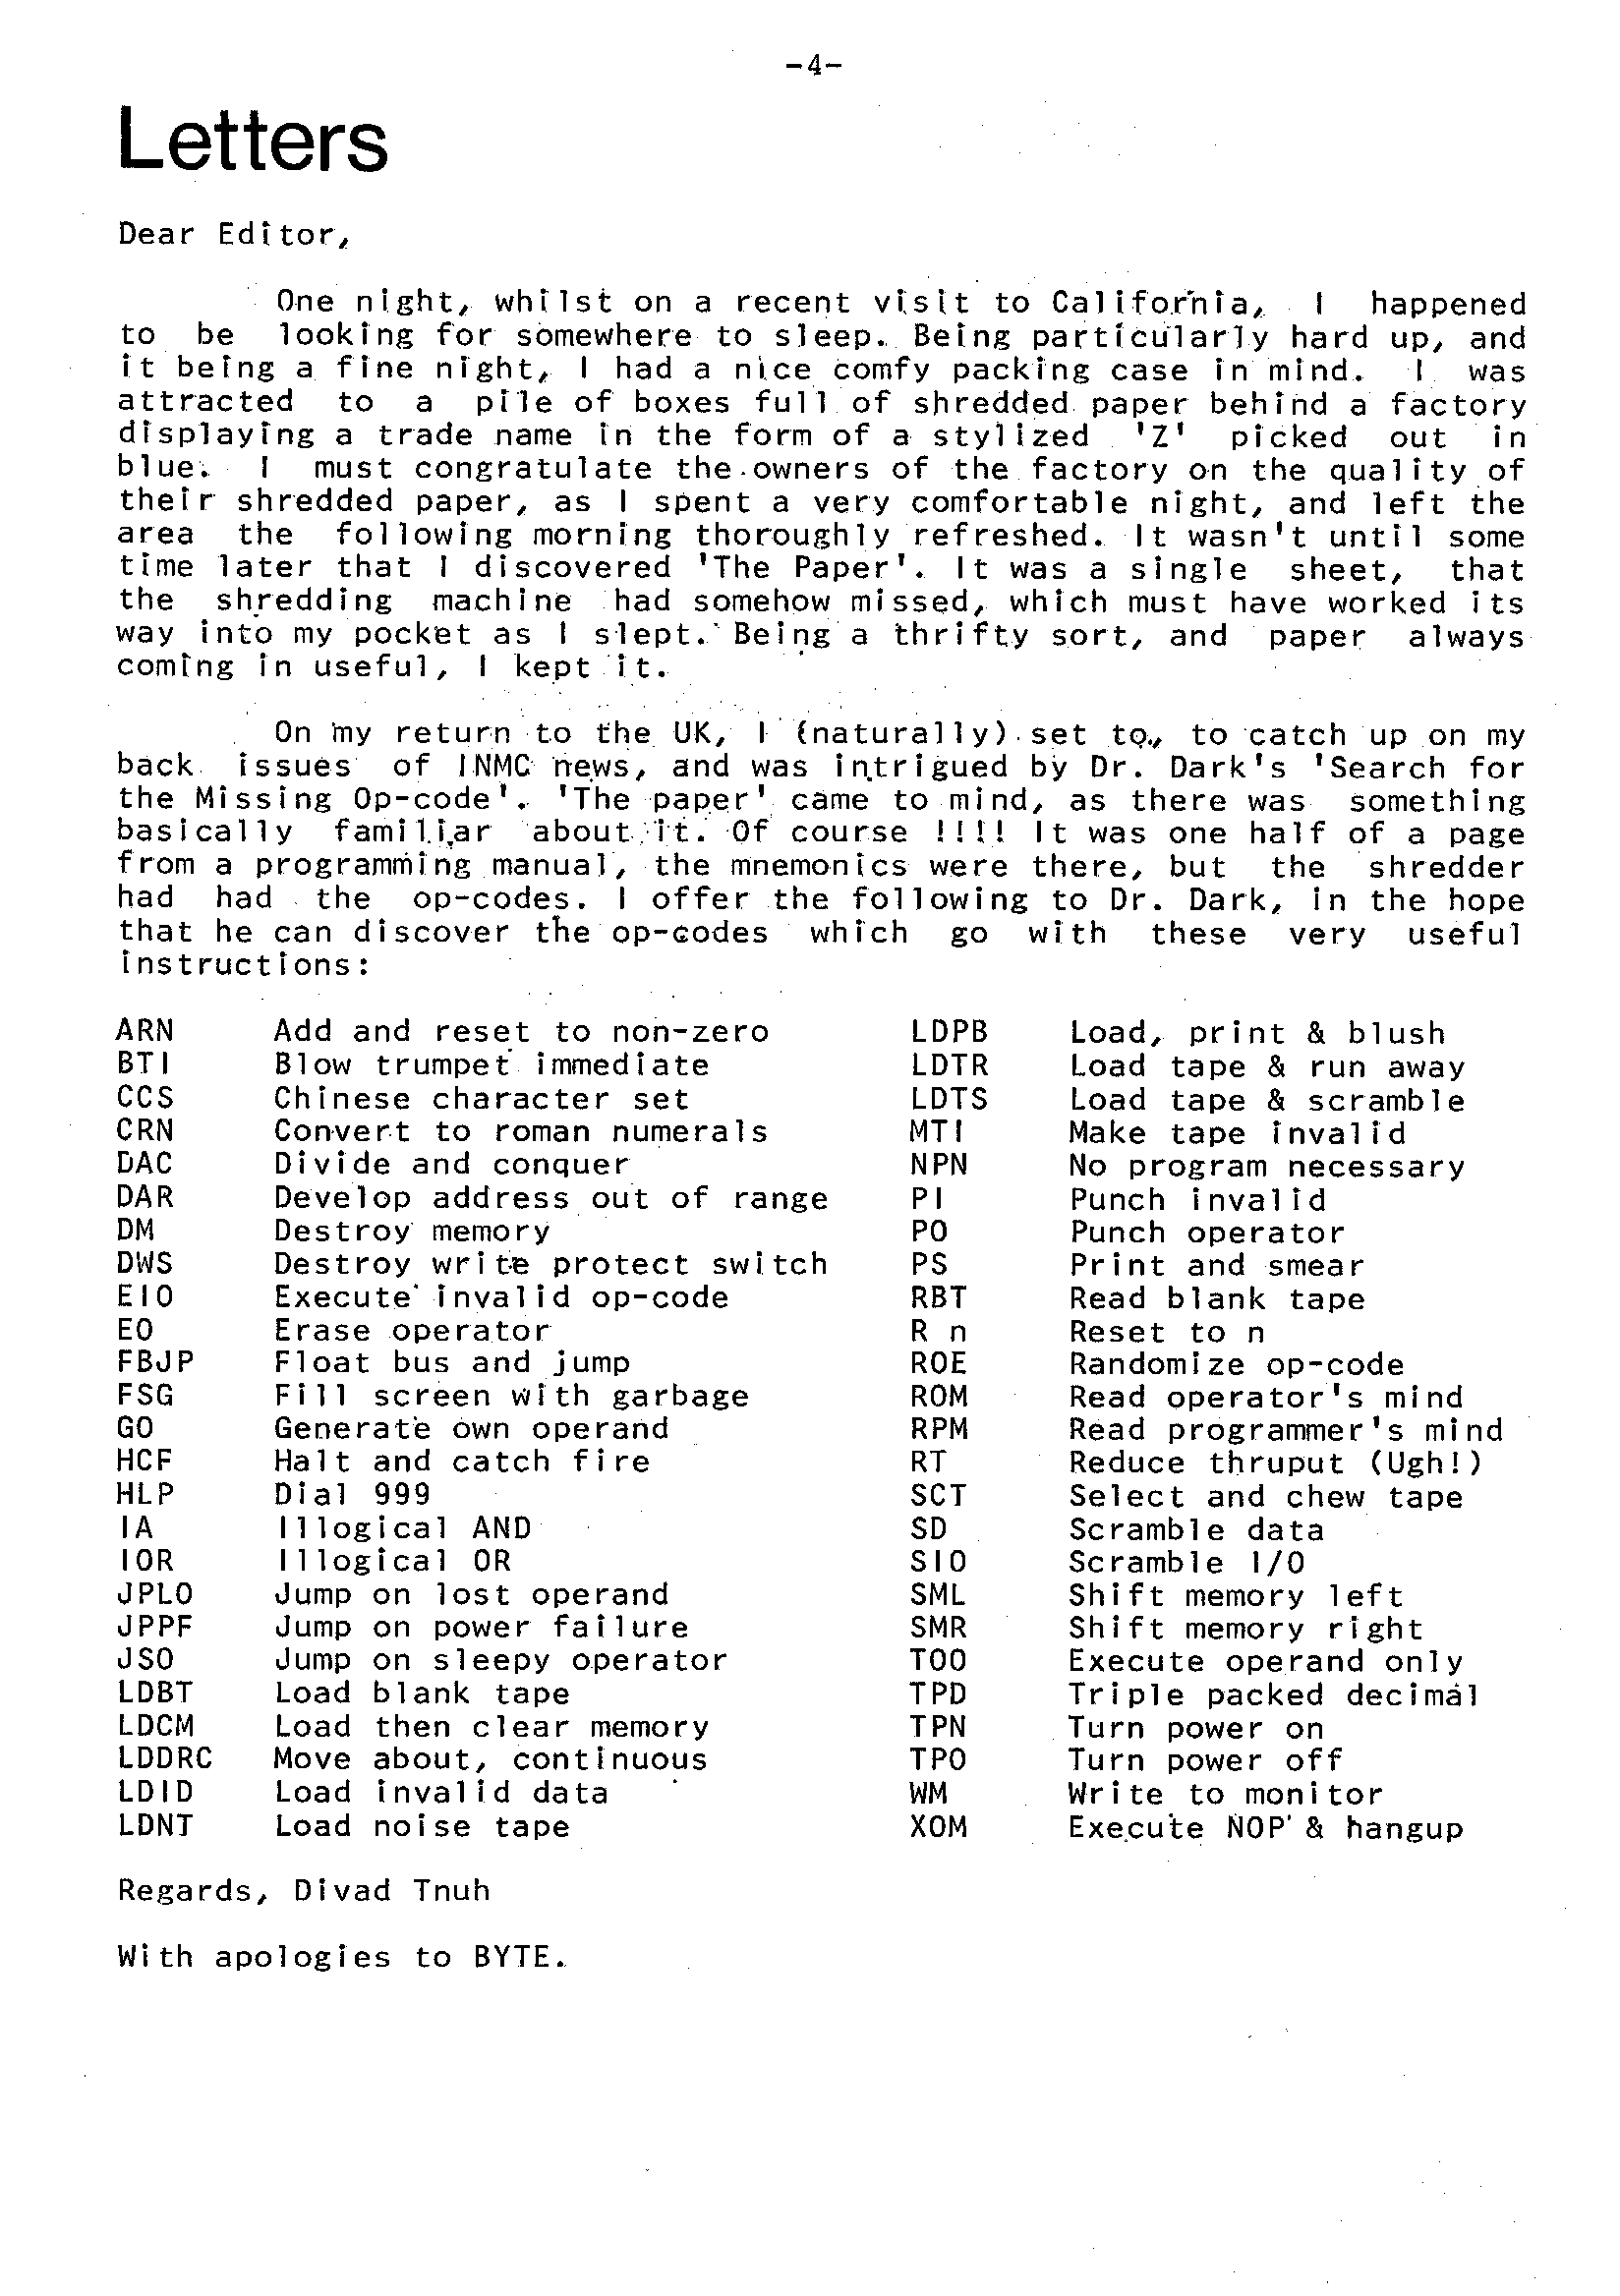 -4-
Letters
Dear Editor,
One night, whilst on a recent visit to California, I happened
to be looking for somewhere to sleep. Being particularly hard up, and
it being a fine night, I had a nice comfy packing case in mind. I was
attracted to a pile of boxes full of shredded paper behind a factory
displaying a trade name in the form of a stylized 'Z' picked out in
blue. I must congratulate the owners of the factory on the quality of
their shredded paper, as I spent a very comfortable night, and left the
area the following morning thoroughly refreshed. It wasn't until some
time later that I discovered 'The Paper'. It was a single sheet, that
the shredding machine had somehow missed, which must have worked its
way into my pocket as I slept. Being a thrifty sort, and paper always
coming in useful, I kept it.
On my return to the UK, I (naturally) set to, to catch up on my
back issues of INMC news, and was intrigued by Dr. Dark's 'Search for
the Missing Op-code'. 'The paper' came to mind, as there was something
basically familiar about it. Of course !!!! It was one half of a page
from a programming manual, the mnemonics were there, but the shredder
had had the op-codes. I offer the following to Dr. Dark, in the hope
that he can discover the op-codes which go with these very useful
instructions:
ARN Add and reset to non-zero LDPB Load, print & blush
BTI Blow trumpet immediate LDTR Load tape & run away
CCS Chinese character set LDTS Load tape & scramble
CRN Convert to roman numerals MTI Make tape invalid
DAC Divide and conquer NPN No program necessary
DAR Develop address out of range PI Punch invalid
DM Destroy memory PO Punch operator
DWS Destroy write protect switch PS Print and smear
EIO Execute invalid op-code RBT Read blank tape
EO Erase operator R n Reset to n
FBJP Float bus and jump ROE Randomize op-code
FSG Fill screen with garbage ROM Read operator's mind
GO Generate own operand RPM Read programmer's mind
HCF Halt and catch fire RT Reduce thruput (Ugh!)
HLP Dial 999 SCT Select and chew tape
IA Illogical AND SD Scramble data
IOR Illogical OR SIO Scramble I/O
JPLO Jump on lost operand SML Shift memory left
JPPF Jump on power failure SMR Shift memory right
JSO Jump on sleepy operator TOO Execute operand only
LDBT Load blank tape TPD Triple packed decimal
LDCM Load then clear memory TPN Turn power on
LDDRC Move about, continuous TPO Turn power off
LDID Load invalid data WM Write to monitor
LDNT Load noise tape XOM Execute NOP & hangup
Regards, Divad Tnuh
With apologies to BYTE.